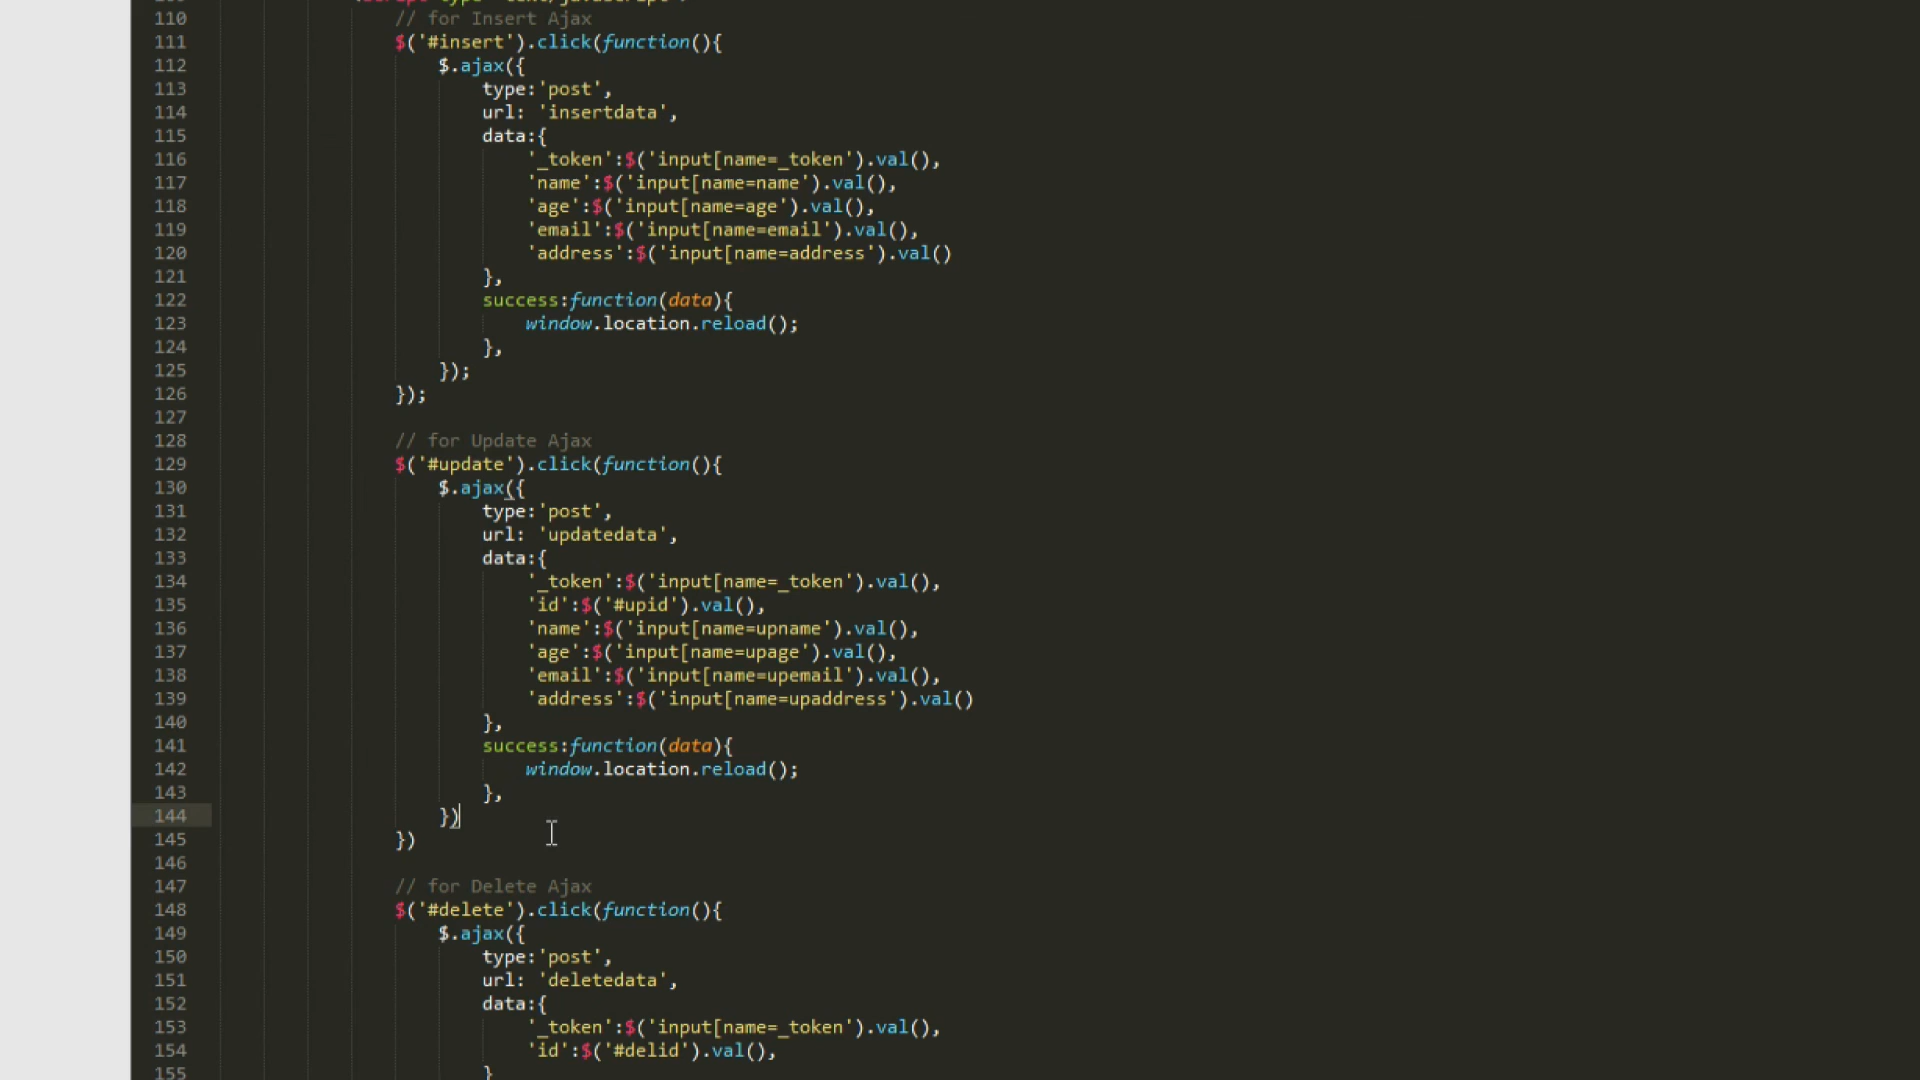 110 // for Insert Ajax
111 $('#insert').click(function(){
112 $.ajax({
113 type:'post',
114 url: 'insertdata',
115 data:{
116 '_token':$('input[name=_token').val(),
117 'name':$('input[name=name').val(),
118 'age':$('input[name=age').val(),
119 'email':$('input[name=email').val(),
120 'address':$('input[name=address').val()
121 },
122 success:function(data){
123 window.location.reload();
124 },
125 });
126 });
127
128 // for Update Ajax
129 $('#update').click(function(){
130 $.ajax({
131 type:'post',
132 url: 'updatedata',
133 data:{
134 '_token':$('input[name=_token').val(),
135 'id':$('#upid').val(),
136 'name':$('input[name=upname').val(),
137 'age':$('input[name=upage').val(),
138 'email':$('input[name=upemail').val(),
139 'address':$('input[name=upaddress').val()
140 },
141 success:function(data){
142 window.location.reload();
143 },
144 })
145 })
146
147 // for Delete Ajax
148 $('#delete').click(function(){
149 $.ajax({
150 type:'post',
151 url: 'deletedata',
152 data:{
153 '_token':$('input[name=_token').val(),
154 'id':$('#delid').val(),
155 }